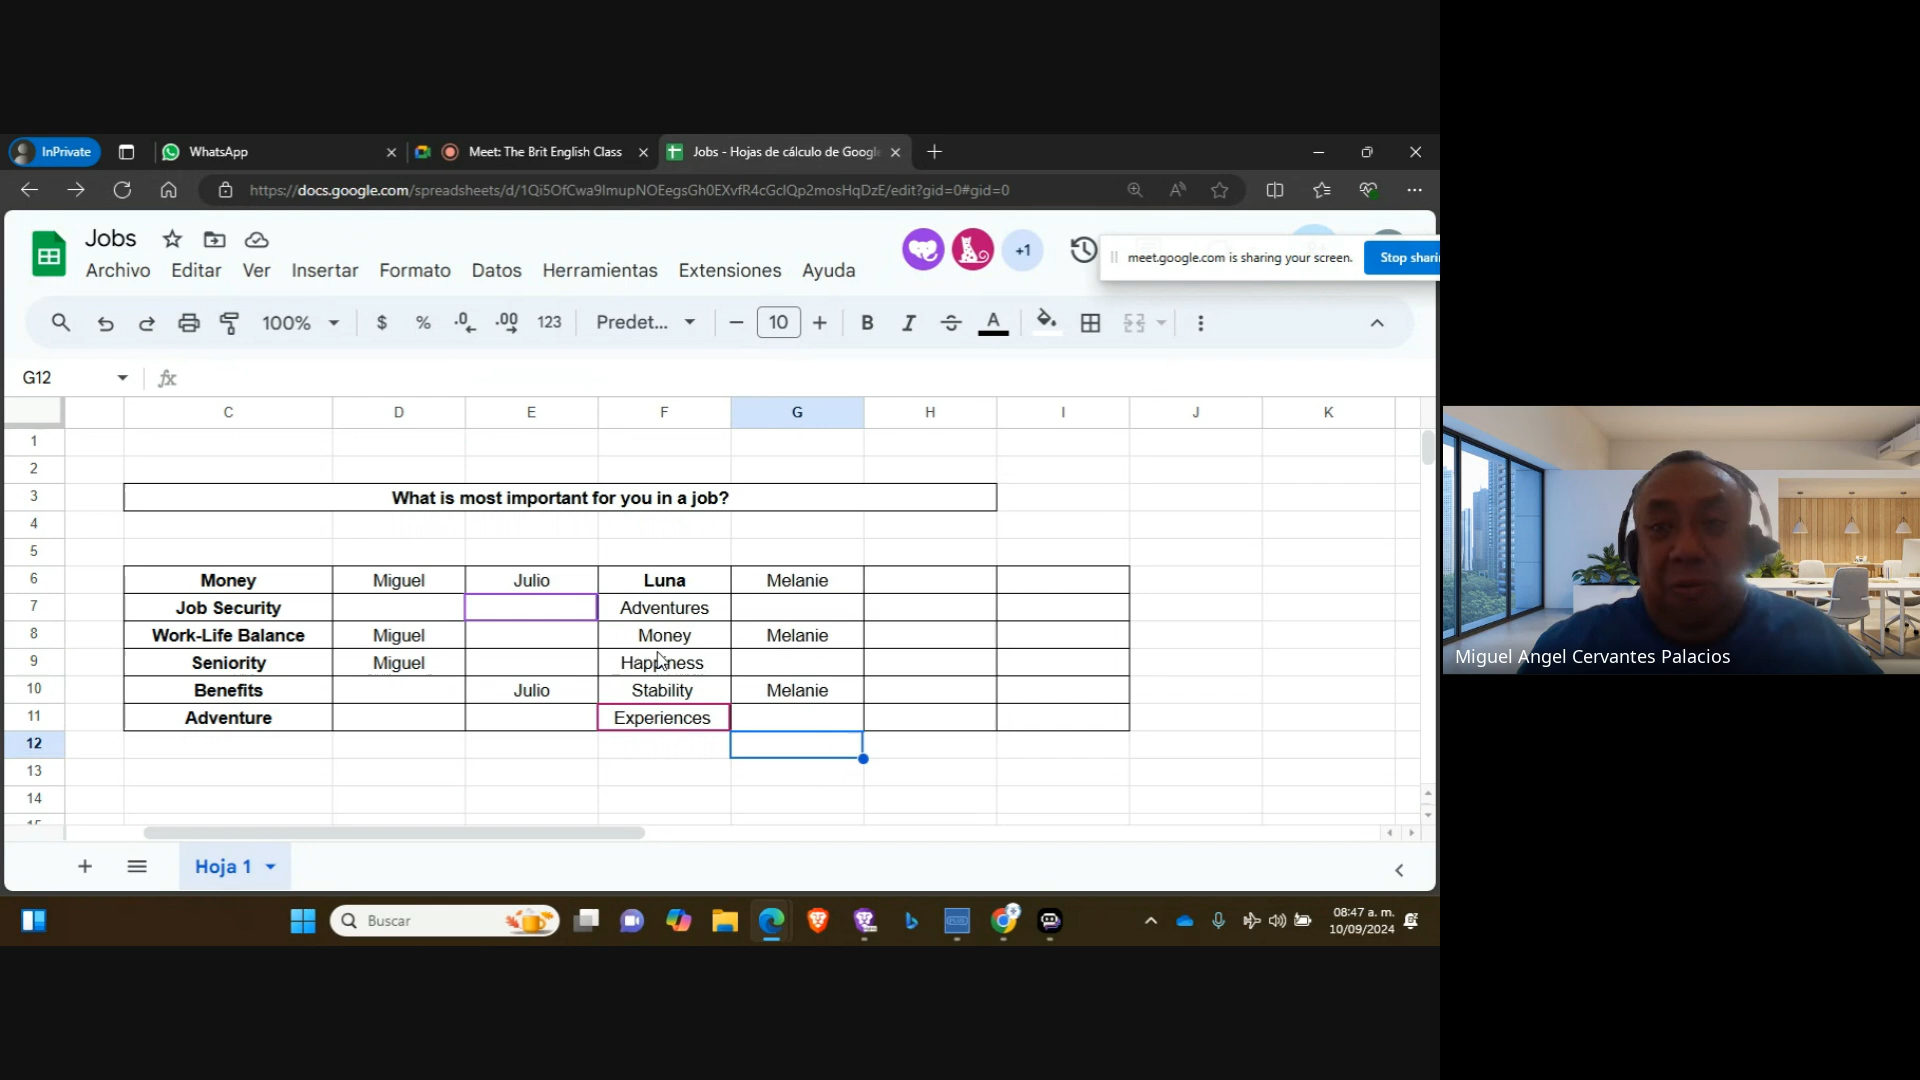 InPrivate WhatsApp Meet: The Brit English Class Jobs - Hojas de cálculo de Google
https://docs.google.com/spreadsheets/d/1Qi5OfCwa9ImupNOEegsGh0EXvfR4cGclQp2mosHqDzE/edit?gid=0#gid=0
Jobs
+1
meet.google.com is sharing your screen. Stop shari
Archivo Editar Ver Insertar Formato Datos Herramientas Extensiones Ayuda
100% $ % .0 .00 123 Predet... 10 B I S A
G12 fx
C D E F G H I J K
1
2
3 What is most important for you in a job?
4
5
6 Money Miguel Julio Luna Melanie
7 Job Security Adventures
8 Work-Life Balance Miguel Money Melanie
9 Seniority Miguel Happiness
10 Benefits Julio Stability Melanie
11 Adventure Experiences
12
13
14
15
Hoja 1
Buscar
08:47 a. m.
10/09/2024
Miguel Angel Cervantes Palacios